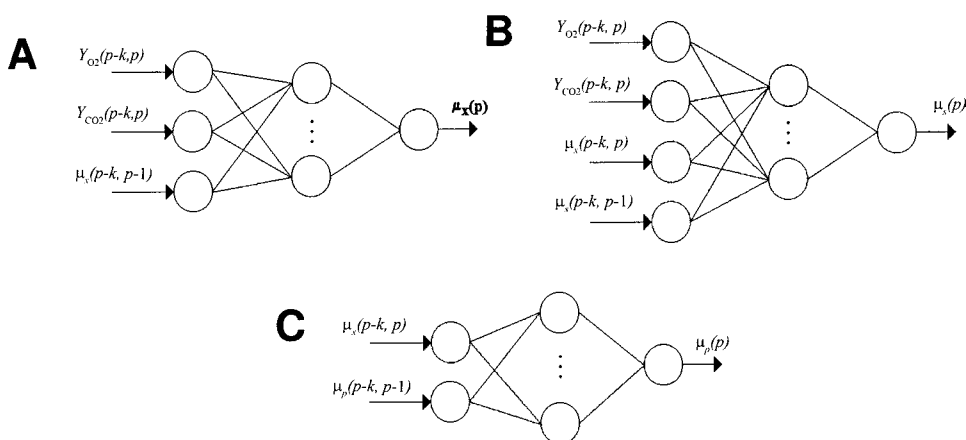 A
Y_O2(p-k,p)
Y_CO2(p-k,p)
μ_x(p-k, p-1)
μ_x(p)
B
Y_O2(p-k, p)
Y_CO2(p-k, p)
μ_x(p-k, p)
μ_s(p-k, p-1)
μ_s(p)
C
μ_x(p-k, p)
μ_p(p-k, p-1)
μ_p(p)